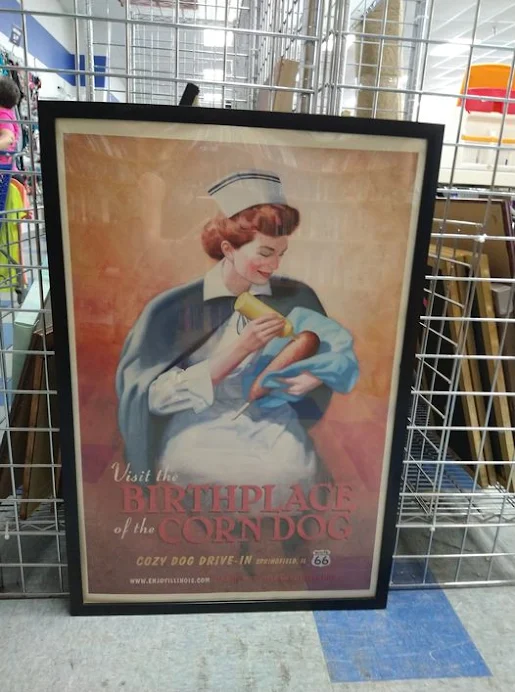 Visit the
BIRTHPLACE
of the CORN DOG
COZY DOG DRIVE-IN SPRINGFIELD, IL
66
WWW.ENJOYILLINOIS.COM